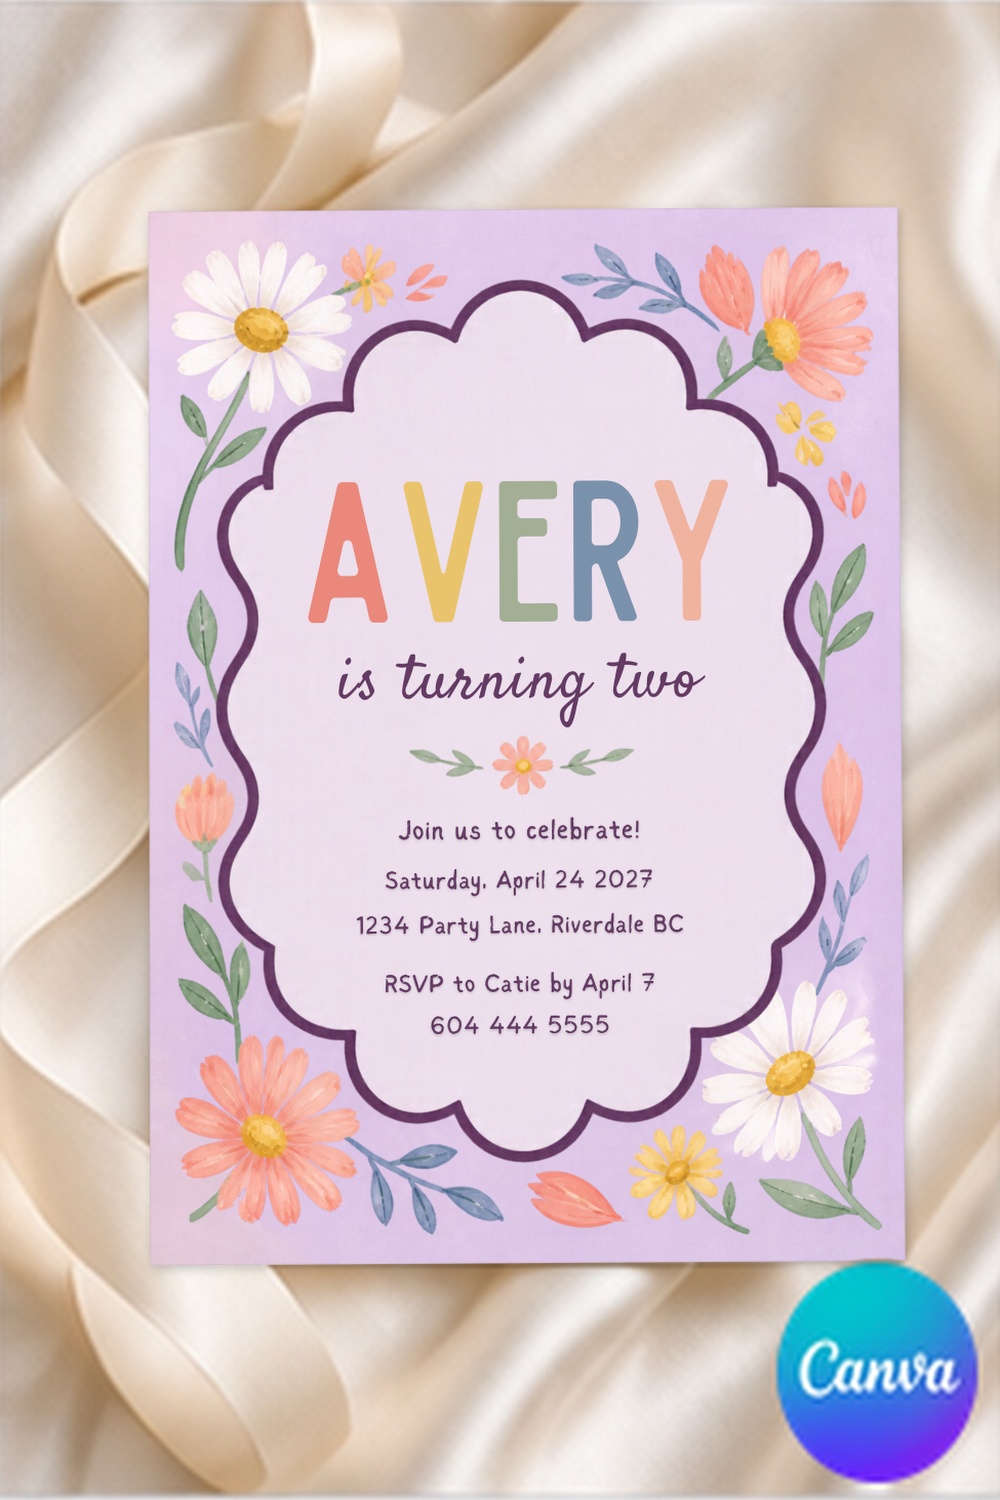 AVERY
is turning two
Join us to celebrate!
Saturday, April 24 2027
1234 Party Lane, Riverdale BC
RSVP to Catie by April 7
604 444 5555
Canva